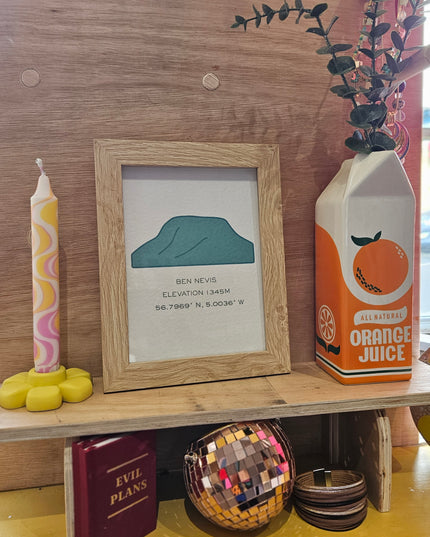 BEN NEVIS
ELEVATION 1345M
56.7969° N, 5.0036° W
ALL NATURAL
ORANGE
JUICE
EVIL
PLANS